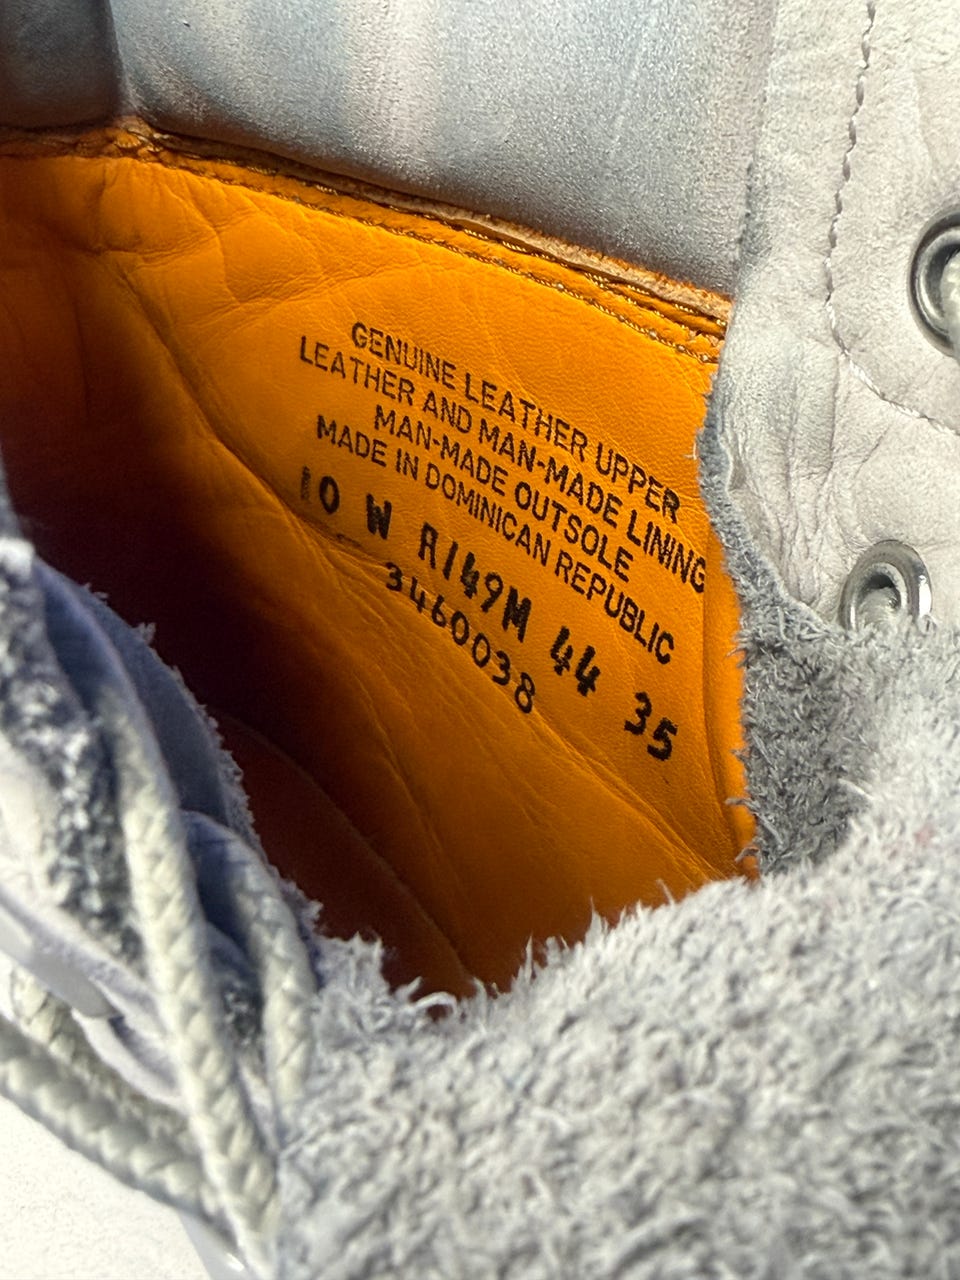 GENUINE LEATHER UPPER
LEATHER AND MAN-MADE LINING
MAN-MADE OUTSOLE
MADE IN DOMINICAN REPUBLIC
10 W A/49M 44 35
3460038